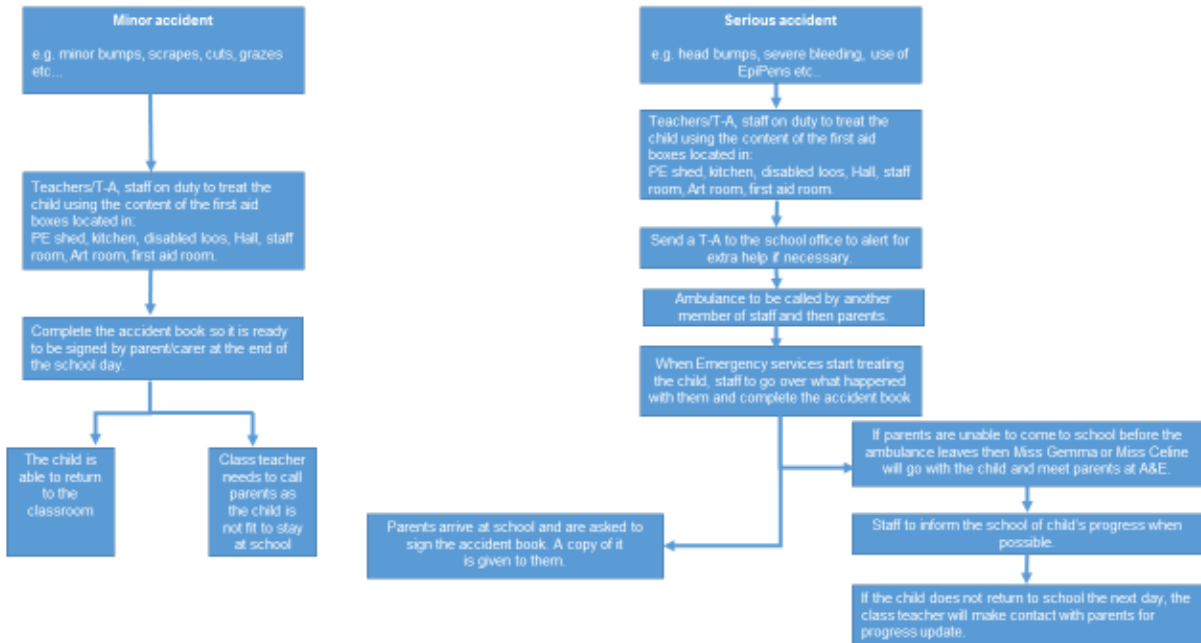 Minor accident
e.g. minor bumps, scrapes, cuts, grazes
etc...
Teachers/T-A, staff on duty to treat the
child using the content of the first aid
boxes located in:
PE shed, kitchen, disabled loos, Hall, staff
room, Art room, first aid room.
Complete the accident book so it is ready
to be signed by parent/carer at the end of
the school day.
The child is
able to return
to the
classroom
Class teacher
needs to call
parents as
the child is
not fit to stay
at school
Serious accident
e.g. head bumps, severe bleeding, use of
EpiPens etc...
Teachers/T-A, staff on duty to treat the
child using the content of the first aid
boxes located in:
PE shed, kitchen, disabled loos, Hall, staff
room, Art room, first aid room.
Send a T-A to the school office to alert for
extra help if necessary.
Ambulance to be called by another
member of staff and then parents.
When Emergency services start treating
the child, staff to go over what happened
with them and complete the accident book
If parents are unable to come to school before the
ambulance leaves then Miss Gemma or Miss Celine
will go with the child and meet parents at A&E.
Parents arrive at school and are asked to
sign the accident book. A copy of it
is given to them.
Staff to inform the school of child's progress when
possible.
If the child does not return to school the next day, the
class teacher will make contact with parents for
progress update.